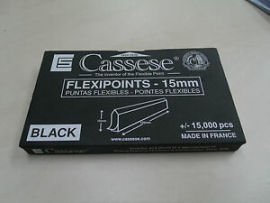 Cassese
The inventor of the Flexible Point
FLEXIPOINTS - 15mm
PUNTAS FLEXIBLES - POINTES FLEXIBLES
BLACK
+/- 15,000 pcs
MADE IN FRANCE
www.cassese.com